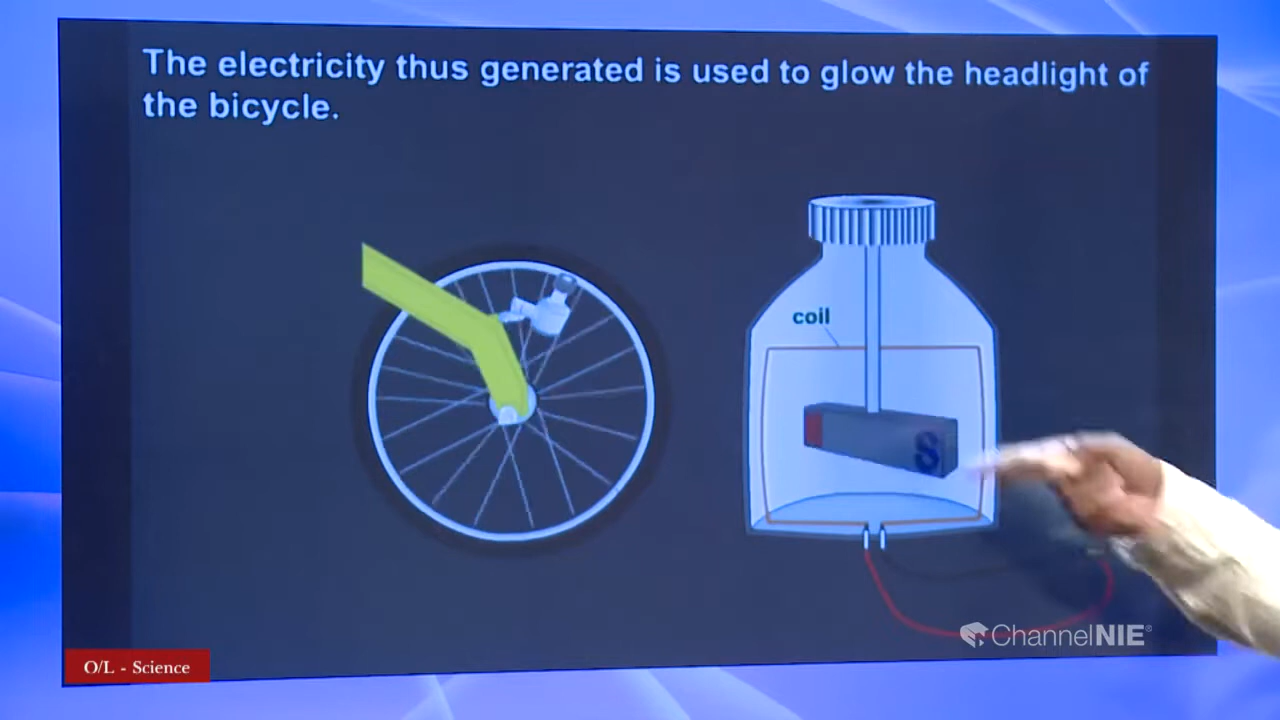 The electricity thus generated is used to glow the headlight of
the bicycle.
coil
S
ChannelNIE®
O/L - Science